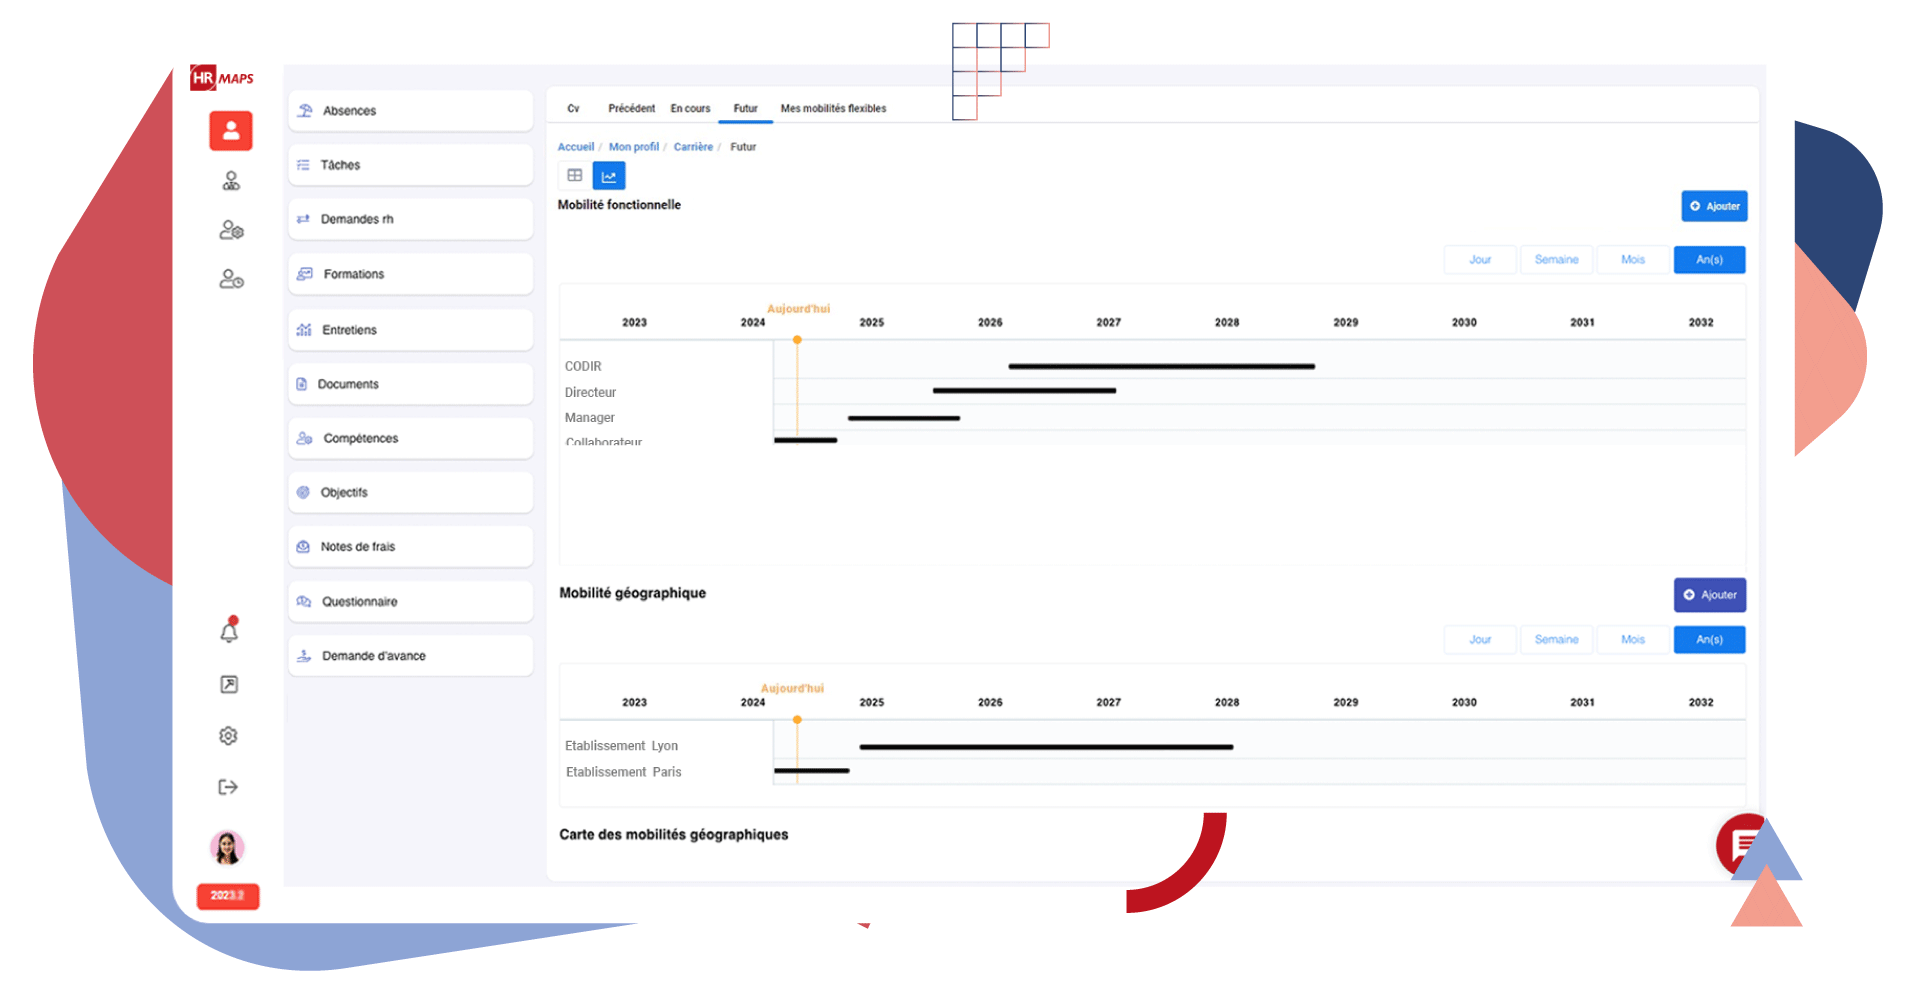 HR MAPS
Absences
Tâches
Demandes rh
Formations
Entretiens
Documents
Compétences
Objectifs
Notes de frais
Questionnaire
Demande d'avance
2023.2
Cv Précédent En cours Futur Mes mobilités flexibles
Accueil / Mon profil / Carrière / Futur
Mobilité fonctionnelle
Ajouter
Jour Semaine Mois An(s)
Aujourd'hui
2023 2024 2025 2026 2027 2028 2029 2030 2031 2032
CODIR
Directeur
Manager
Collaborateur
Mobilité géographique
Ajouter
Jour Semaine Mois An(s)
Aujourd'hui
2023 2024 2025 2026 2027 2028 2029 2030 2031 2032
Etablissement Lyon
Etablissement Paris
Carte des mobilités géographiques